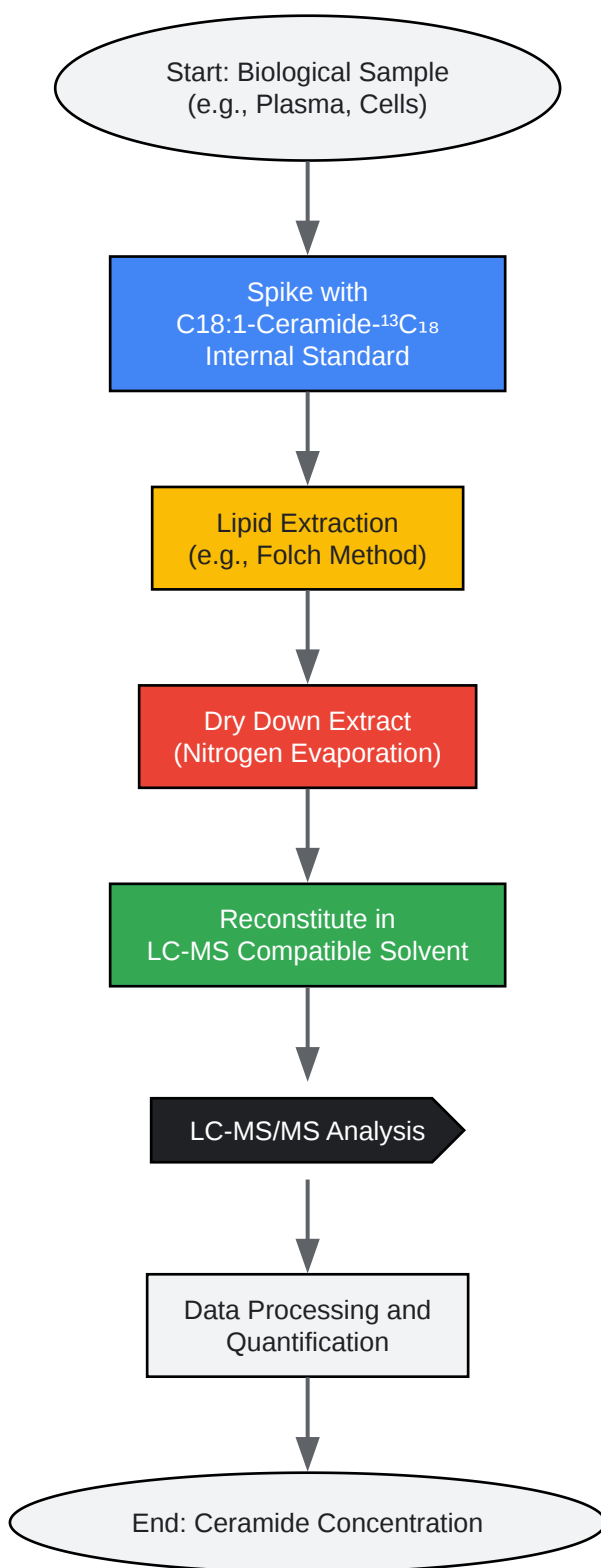 Start: Biological Sample
(e.g., Plasma, Cells)
Spike with
C18:1-Ceramide-¹³C₁₈
Internal Standard
Lipid Extraction
(e.g., Folch Method)
Dry Down Extract
(Nitrogen Evaporation)
Reconstitute in
LC-MS Compatible Solvent
LC-MS/MS Analysis
Data Processing and
Quantification
End: Ceramide Concentration